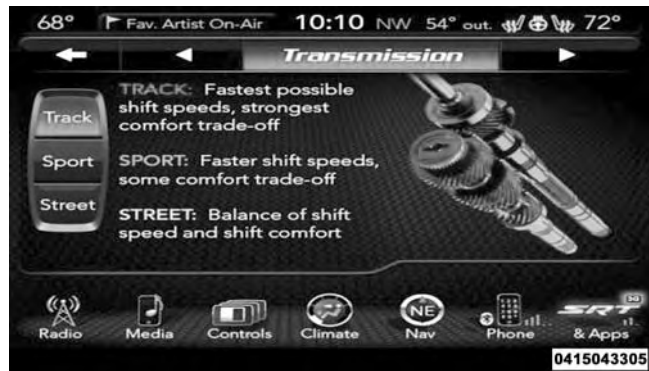 68° Fav. Artist On-Air 10:10 NW 54° out. 72°
Transmission
Track
Sport
Street
TRACK: Fastest possible
shift speeds, strongest
comfort trade-off
SPORT: Faster shift speeds,
some comfort trade-off
STREET: Balance of shift
speed and shift comfort
NE
3G
SRT
Radio Media Controls Climate Nav Phone & Apps
0415043305